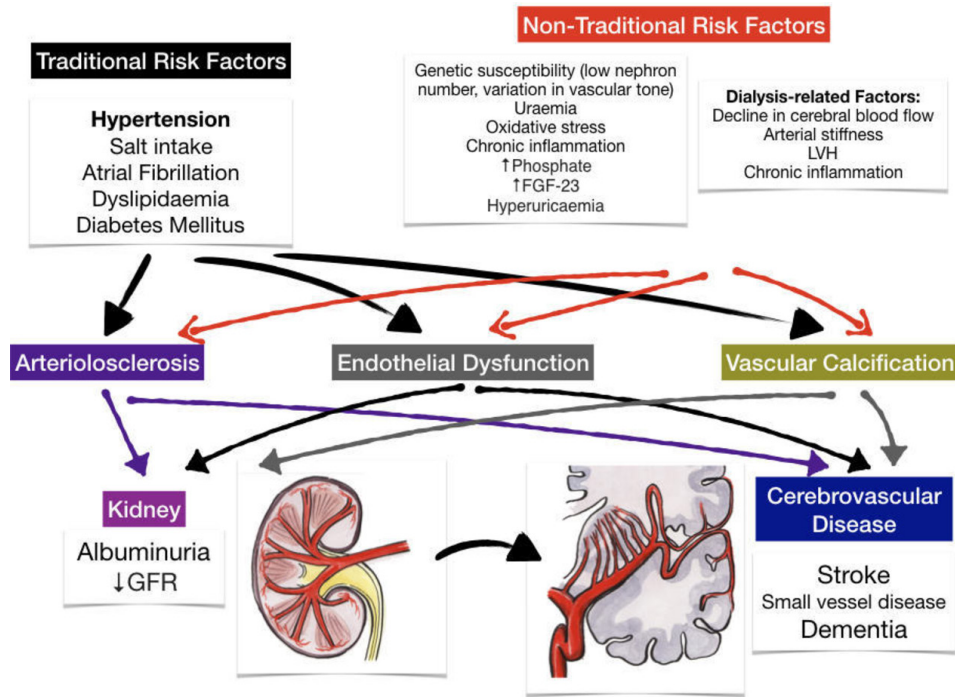 Non-Traditional Risk Factors
Traditional Risk Factors
Hypertension
Salt intake
Atrial Fibrillation
Dyslipidaemia
Diabetes Mellitus
Genetic susceptibility (low nephron
number, variation in vascular tone)
Uraemia
Oxidative stress
Chronic inflammation
↑Phosphate
↑FGF-23
Hyperuricaemia
Dialysis-related Factors:
Decline in cerebral blood flow
Arterial stiffness
LVH
Chronic inflammation
Arteriolosclerosis
Endothelial Dysfunction
Vascular Calcification
Kidney
Albuminuria
↓GFR
Cerebrovascular
Disease
Stroke
Small vessel disease
Dementia